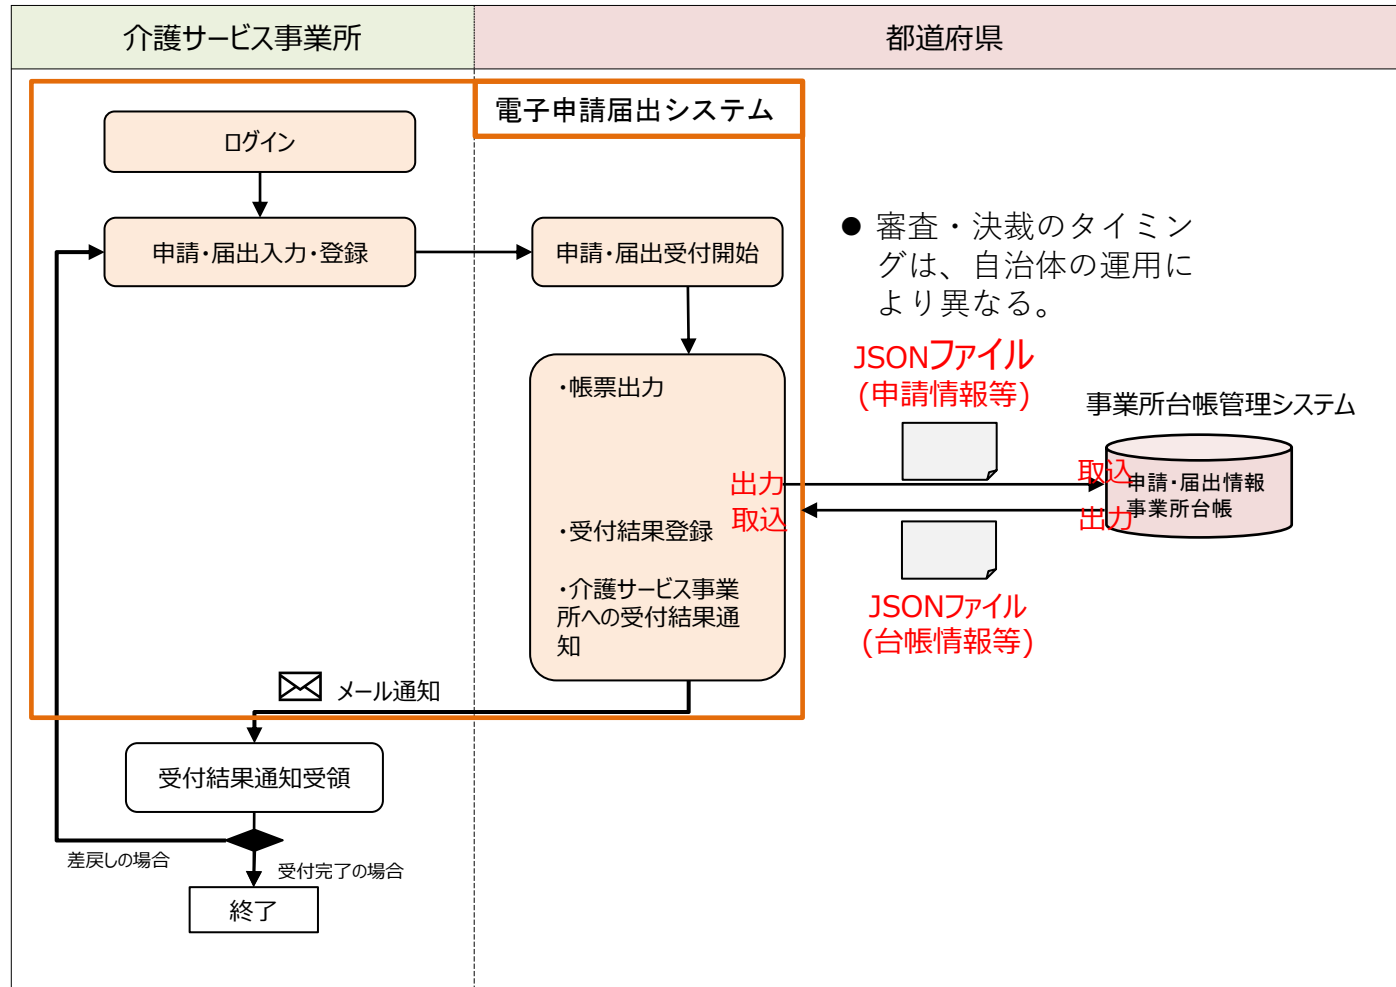 介護サービス事業所
都道府県
電子申請届出システム
ログイン
申請・届出入力・登録
申請・届出受付開始
● 審査・決裁のタイミン
グは、自治体の運用に
より異なる。
・帳票出力
JSONファイル
(申請情報等)
事業所台帳管理システム
出力
取込
申請・届出情報
事業所台帳
取込
出力
・受付結果登録
・介護サービス事業
所への受付結果通
知
JSONファイル
(台帳情報等)
メール通知
受付結果通知受領
差戻しの場合
受付完了の場合
終了